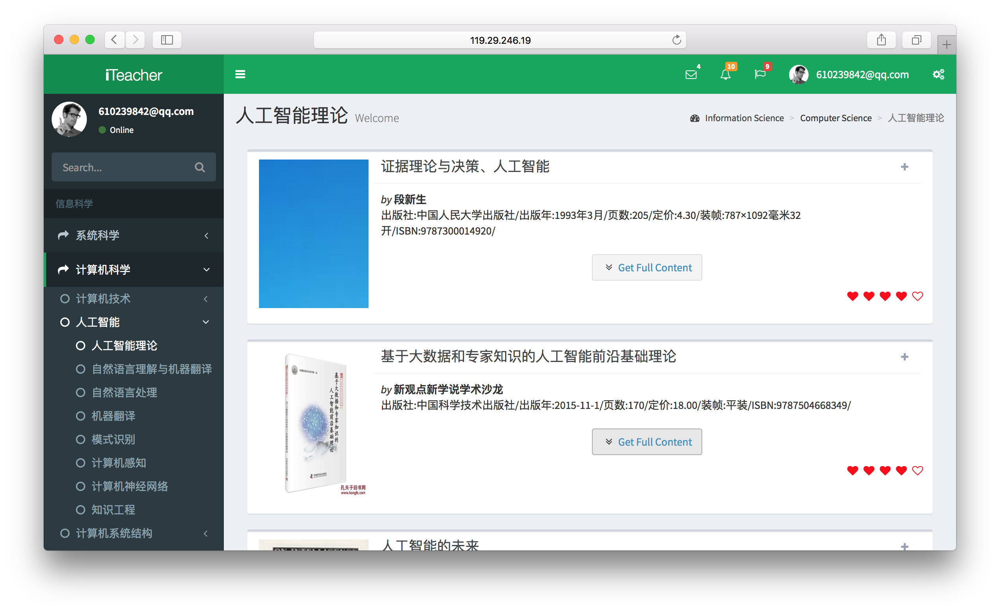 119.29.246.19
iTeacher
4
10
9
610239842@qq.com
610239842@qq.com
Online
Search...
信息科学
系统科学
计算机科学
计算机技术
人工智能
人工智能理论
自然语言理解与机器翻译
自然语言处理
机器翻译
模式识别
计算机感知
计算机神经网络
知识工程
计算机系统结构
人工智能理论 Welcome
Information Science > Computer Science > 人工智能理论
证据理论与决策、人工智能
by 段新生
出版社:中国人民大学出版社/出版年:1993年3月/页数:205/定价:4.30/装帧:787×1092毫米32
开/ISBN:9787300014920/
Get Full Content
基于大数据和专家知识的人工智能前沿基础理论
基于大数据和专家知识的
人工智能前沿基础理论
孔夫子旧书网
www.kongfz.com
by 新观点新学说学术沙龙
出版社:中国科学技术出版社/出版年:2015-11-1/页数:170/定价:18.00/装帧:平装/ISBN:9787504668349/
Get Full Content
人工智能的未来